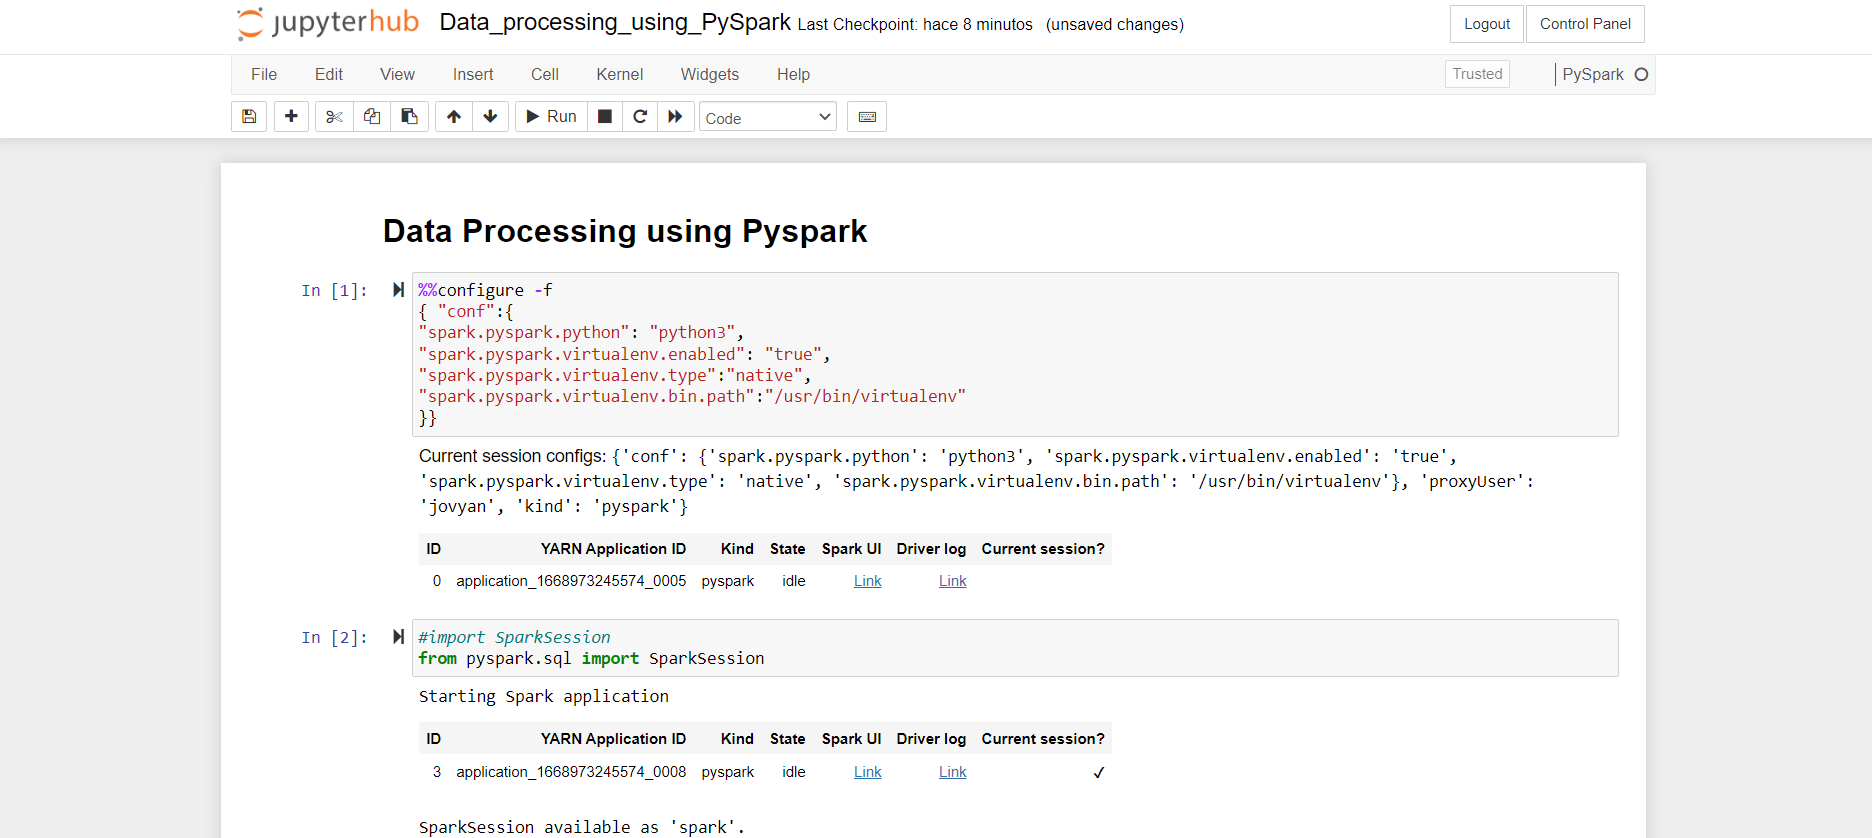 jupyterhub Data_processing_using_PySpark Last Checkpoint: hace 8 minutos (unsaved changes) Logout Control Panel
File Edit View Insert Cell Kernel Widgets Help Trusted PySpark
Run Code
Data Processing using Pyspark
In [1]: %%configure -f
{ "conf":{
"spark.pyspark.python": "python3",
"spark.pyspark.virtualenv.enabled": "true",
"spark.pyspark.virtualenv.type":"native",
"spark.pyspark.virtualenv.bin.path":"/usr/bin/virtualenv"
}}
Current session configs: {'conf': {'spark.pyspark.python': 'python3', 'spark.pyspark.virtualenv.enabled': 'true',
'spark.pyspark.virtualenv.type': 'native', 'spark.pyspark.virtualenv.bin.path': '/usr/bin/virtualenv'}, 'proxyUser':
'jovyan', 'kind': 'pyspark'}
ID YARN Application ID Kind State Spark UI Driver log Current session?
0 application_1668973245574_0005 pyspark idle Link Link
In [2]: #import SparkSession
from pyspark.sql import SparkSession
Starting Spark application
ID YARN Application ID Kind State Spark UI Driver log Current session?
3 application_1668973245574_0008 pyspark idle Link Link ✓
SparkSession available as 'spark'.